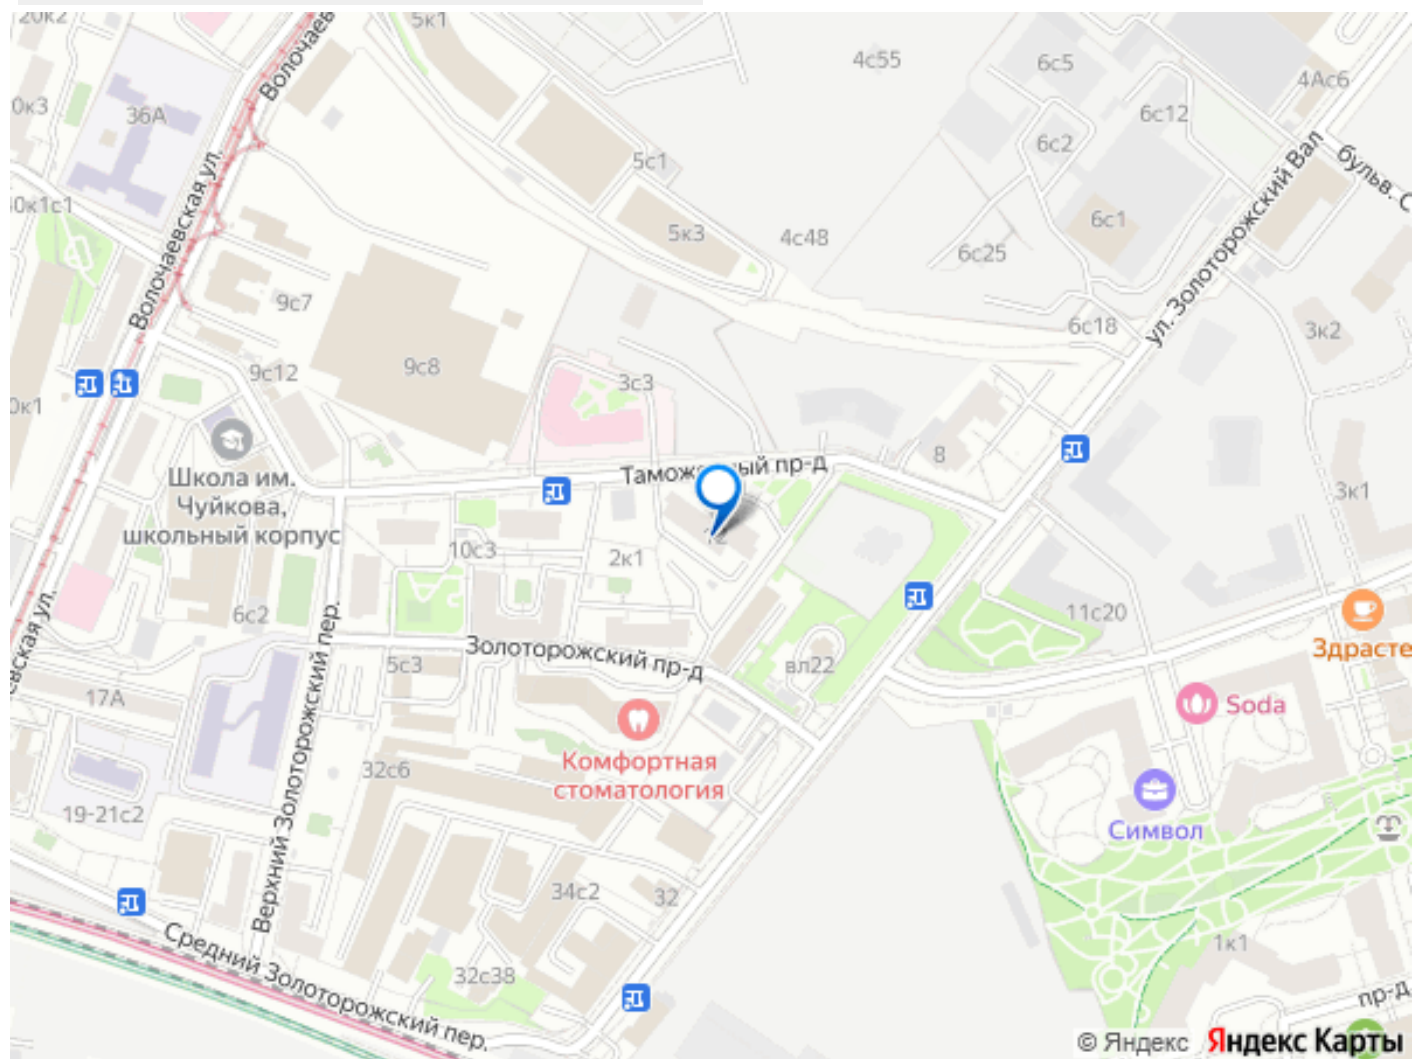 20к2
5к1
Волочаев
4с55
6с5
4Ас6
0к3
36А
6с12
6с2
5с1
бульв. С
0к1с1
Волочаевская ул.
ул. Золоторожский Вал
6с1
5к3
4с48
6с25
9с7
6с18
3к2
9с8
9с12
3с3
0к1
8
Таможенный пр-д
Школа им.
Чуйкова,
школьный корпус
3к1
10с3
2к1
11с20
6с2
Здрасте
евская ул.
Золоторожский пр-д
5с3
вл22
17А
Soda
Верхний Золоторожский пер.
Комфортная
стоматология
32с6
19-21с2
Символ
34с2
32
1к1
Средний Золоторожский пер.
32с38
пр-д
© Яндекс Яндекс Карты